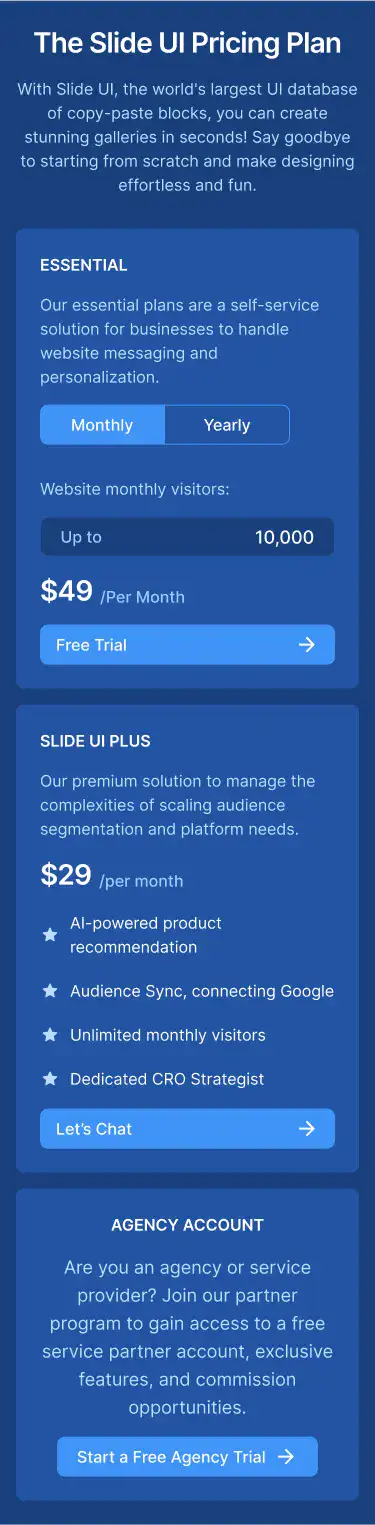 The Slide UI Pricing Plan
With Slide UI, the world's largest UI database
of copy-paste blocks, you can create
stunning galleries in seconds! Say goodbye
to starting from scratch and make designing
effortless and fun.
ESSENTIAL
Our essential plans are a self-service
solution for businesses to handle
website messaging and
personalization.
Monthly Yearly
Website monthly visitors:
Up to 10,000
$49 /Per Month
Free Trial
SLIDE UI PLUS
Our premium solution to manage the
complexities of scaling audience
segmentation and platform needs.
$29 /per month
AI-powered product
recommendation
Audience Sync, connecting Google
Unlimited monthly visitors
Dedicated CRO Strategist
Let’s Chat
AGENCY ACCOUNT
Are you an agency or service
provider? Join our partner
program to gain access to a free
service partner account, exclusive
features, and commission
opportunities.
Start a Free Agency Trial